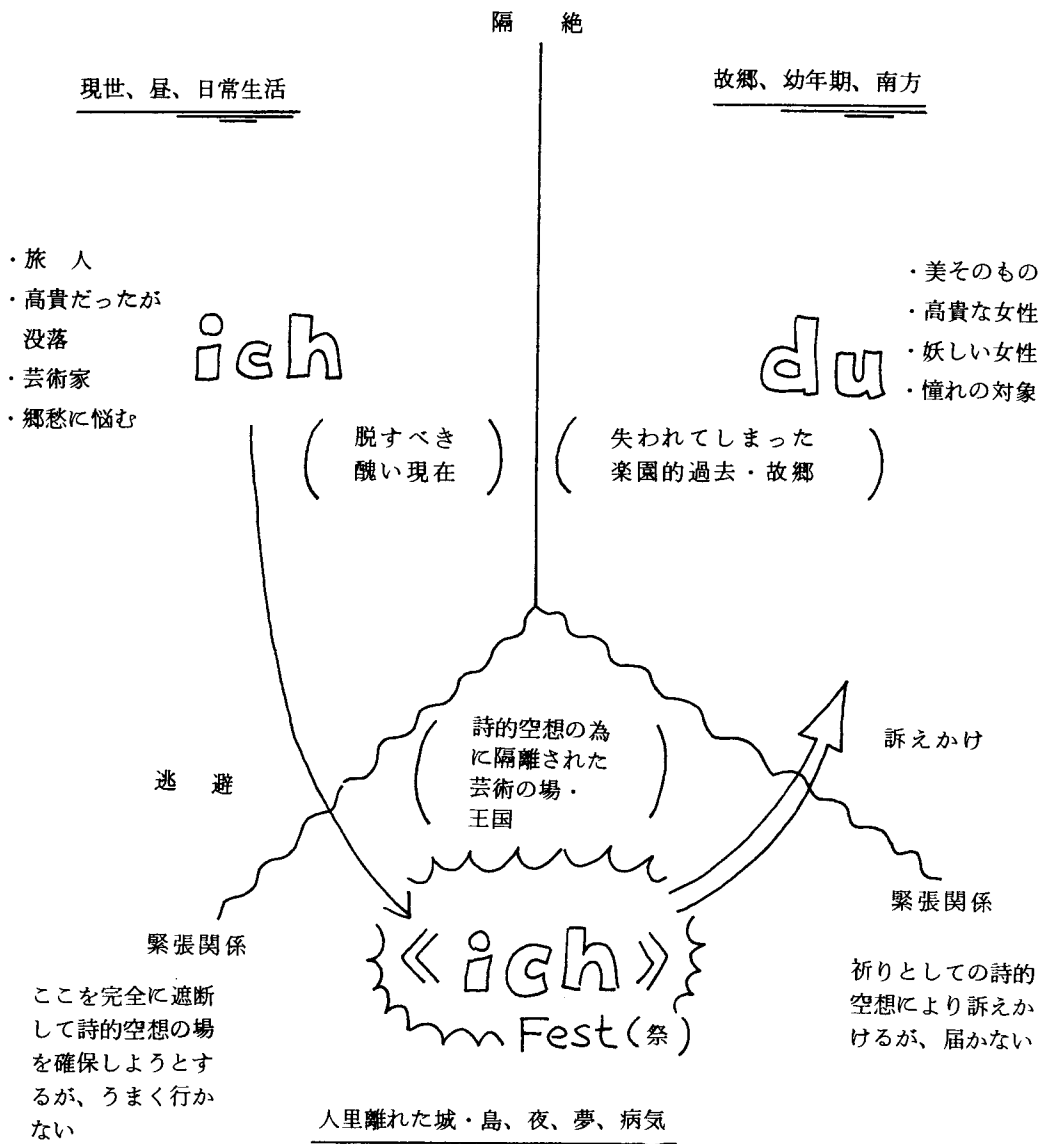 隔　絶
現世、昼、日常生活
故郷、幼年期、南方
・旅　人
・高貴だったが
没落
・芸術家
・郷愁に悩む
ich
du
・美そのもの
・高貴な女性
・妖しい女性
・憧れの対象
脱すべき
醜い現在
失われてしまった
楽園的過去・故郷
詩的空想の為
に隔離された
芸術の場・
王国
逃　避
訴えかけ
緊張関係
ここを完全に遮断
して詩的空想の場
を確保しようとす
るが、うまく行か
ない
《ich》
Fest(祭)
緊張関係
祈りとしての詩的
空想により訴えか
けるが、届かない
人里離れた城・島、夜、夢、病気